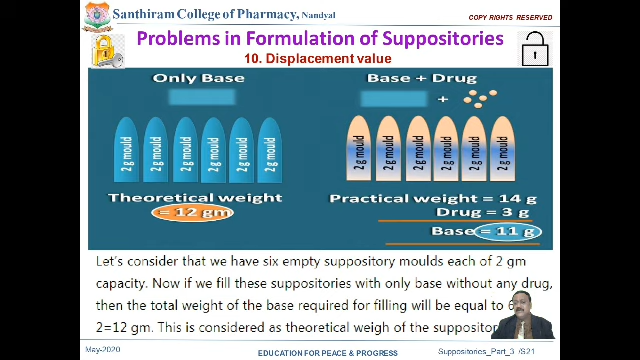 Santhiram College of Pharmacy, Nandyal
COPY RIGHTS RESERVED
Problems in Formulation of Suppositories
10. Displacement value
Only Base
Base + Drug
+
2 g mould 2 g mould 2 g mould 2 g mould 2 g mould 2 g mould
2 g mould 2 g mould 2 g mould 2 g mould 2 g mould 2 g mould
Theoretical weight
= 12 gm
Practical weight = 14 g
Drug = 3 g
Base = 11 g
Let's consider that we have six empty suppository moulds each of 2 gm
capacity. Now if we fill these suppositories with only base without any drug,
then the total weight of the base required for filling will be equal to 6
2=12 gm. This is considered as theoretical weigh of the suppositor
May-2020
EDUCATION FOR PEACE & PROGRESS
Suppositories_Part_3 /S21